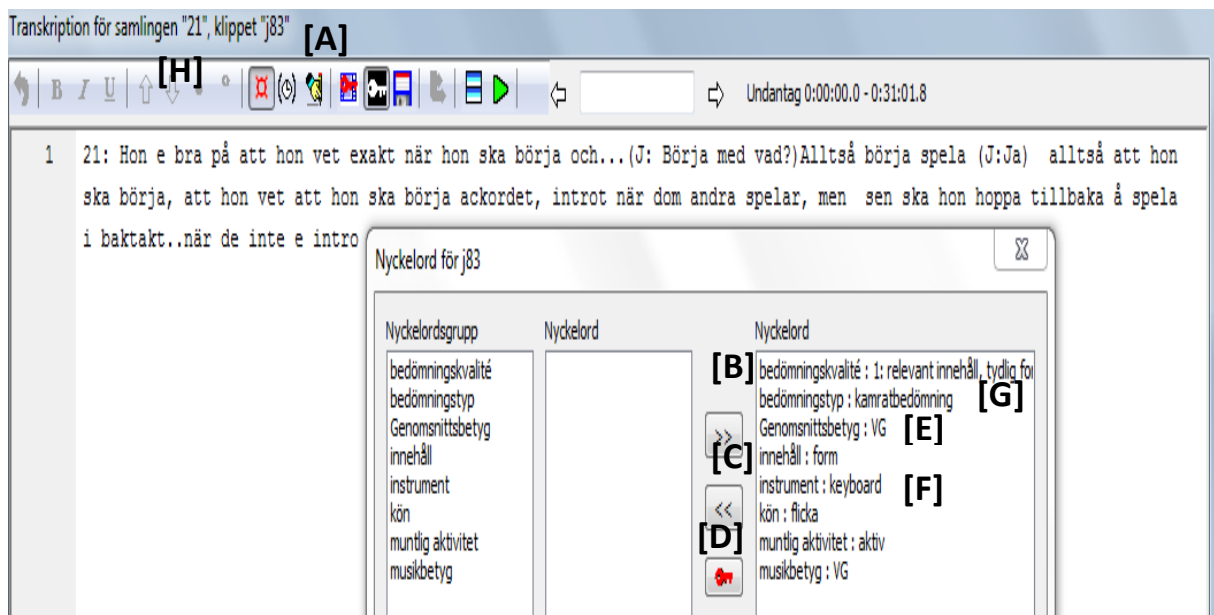 Transkription för samlingen "21", klippet "j83"
[A]
[H]
B I U
Undantag 0:00:00.0 - 0:31:01.8
1 21: Hon e bra på att hon vet exakt när hon ska börja och...(J: Börja med vad?)Alltså börja spela (J:Ja) alltså att hon
ska börja, att hon vet att hon ska börja ackordet, introt när dom andra spelar, men sen ska hon hoppa tillbaka å spela
i baktakt..när de inte e intro
Nyckelord för j83
Nyckelordsgrupp Nyckelord Nyckelord
bedömningskvalité
bedömningstyp
Genomsnittsbetyg
innehåll
instrument
kön
muntlig aktivitet
musikbetyg
>>
<<
[B] bedömningskvalité : 1: relevant innehåll, tydlig for
bedömningstyp : kamratbedömning [G]
Genomsnittsbetyg : VG [E]
[C] innehåll : form
instrument : keyboard [F]
kön : flicka
[D] muntlig aktivitet : aktiv
musikbetyg : VG